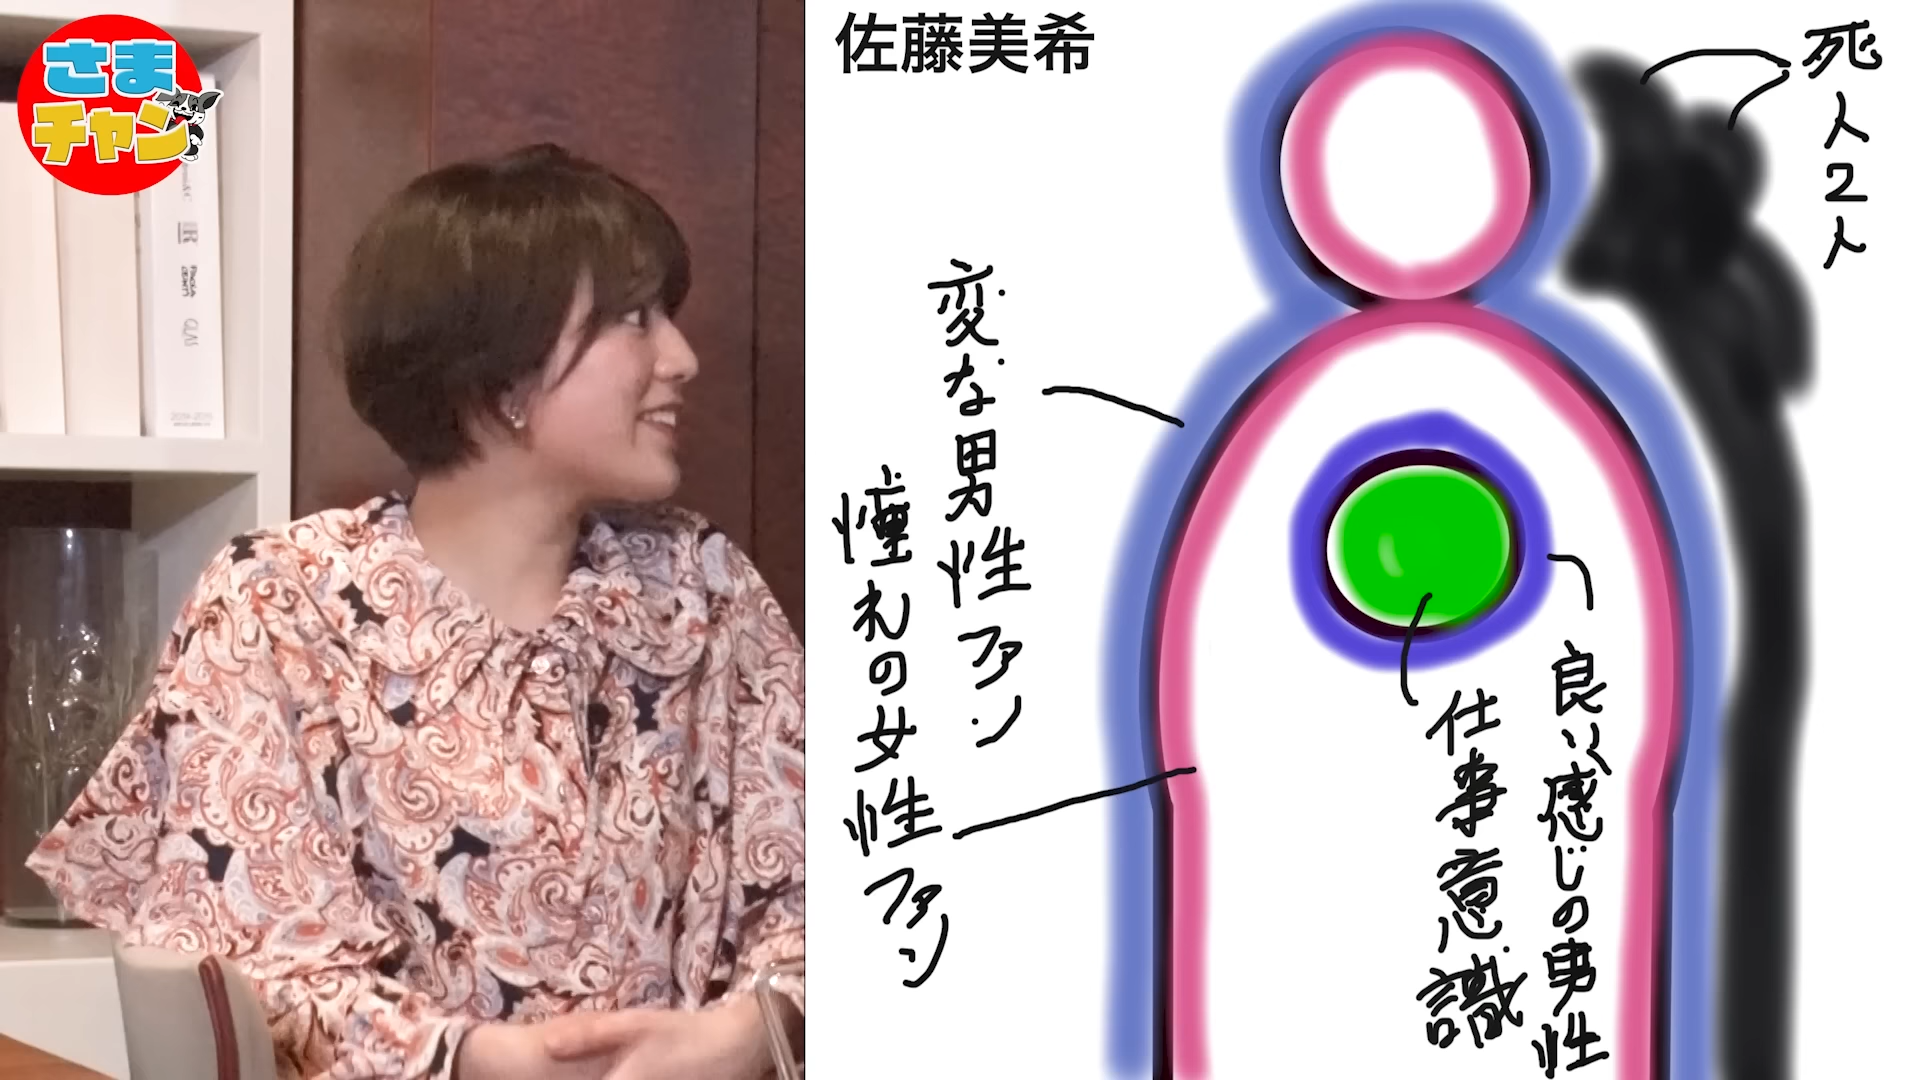 さま
チャン
佐藤美希
死人2人
変な男性ファン
憧れの女性ファン
良い感じの男性
仕事意識